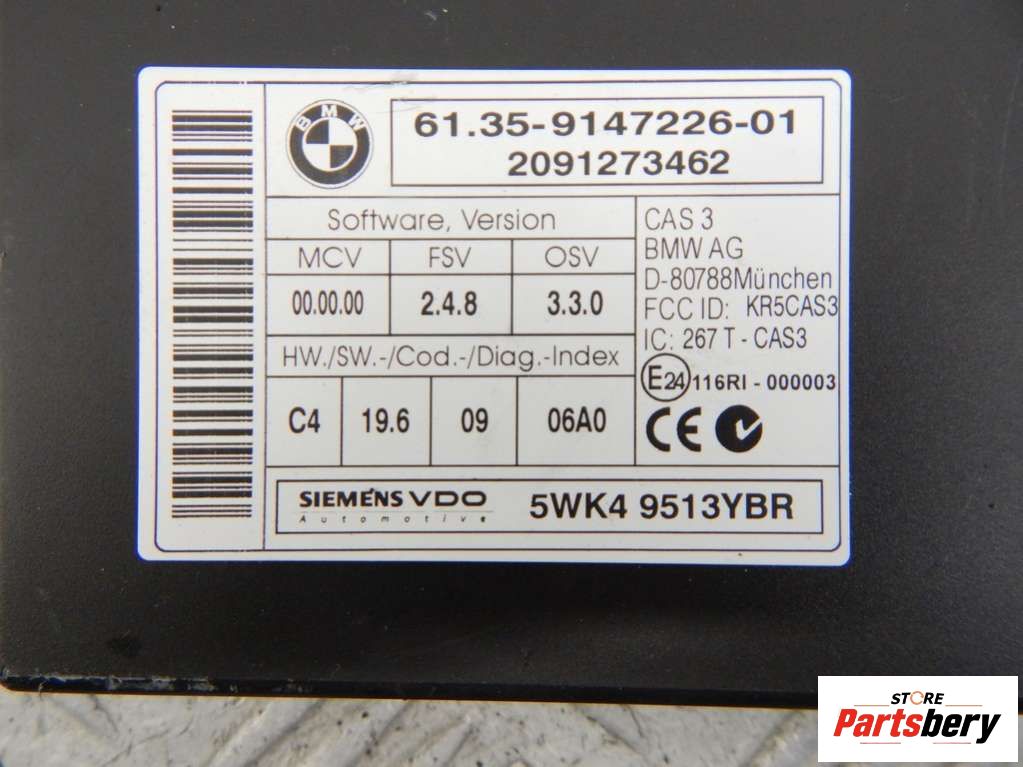 BMW
61.35-9147226-01
2091273462
Software, Version
MCV FSV OSV
00.00.00 2.4.8 3.3.0
HW./SW.-/Cod.-/Diag.-Index
C4 19.6 09 06A0
CAS 3
BMW AG
D-80788München
FCC ID: KR5CAS3
IC: 267 T - CAS3
E24 116RI - 000003
CE
SIEMENS VDO
Automotive
5WK4 9513YBR
STORE
Partsbery